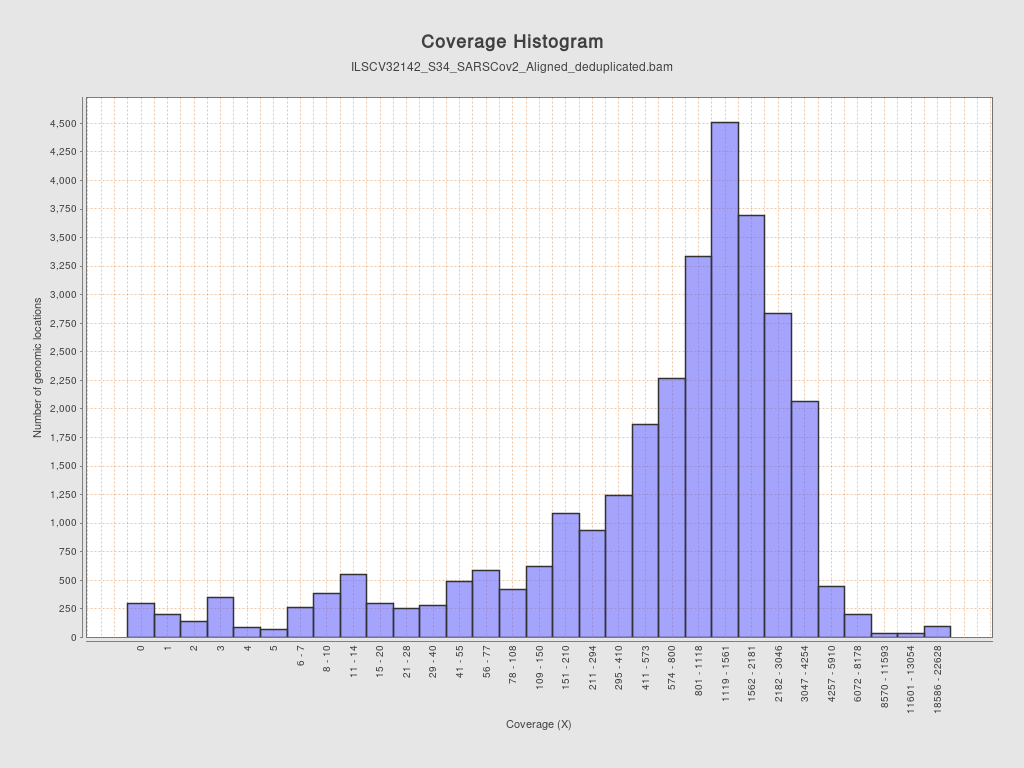 Coverage Histogram
ILSCV32142_S34_SARSCov2_Aligned_deduplicated.bam
Number of genomic locations
4,500
4,250
4,000
3,750
3,500
3,250
3,000
2,750
2,500
2,250
2,000
1,750
1,500
1,250
1,000
750
500
250
0
0
1
2
3
4
5
6 - 7
8 - 10
11 - 14
15 - 20
21 - 28
29 - 40
41 - 55
56 - 77
78 - 108
109 - 150
151 - 210
211 - 294
295 - 410
411 - 573
574 - 800
801 - 1118
1119 - 1561
1562 - 2181
2182 - 3046
3047 - 4254
4257 - 5910
6072 - 8178
8570 - 11593
11601 - 13054
18586 - 22628
Coverage (X)